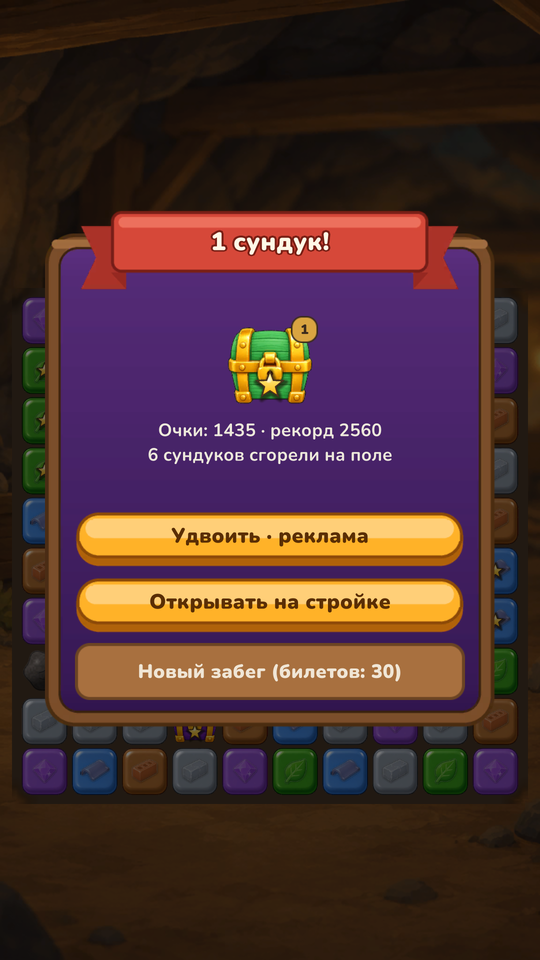 1 сундук!
1
Очки: 1435 · рекорд 2560
6 сундуков сгорели на поле
Удвоить · реклама
Открывать на стройке
Новый забег (билетов: 30)